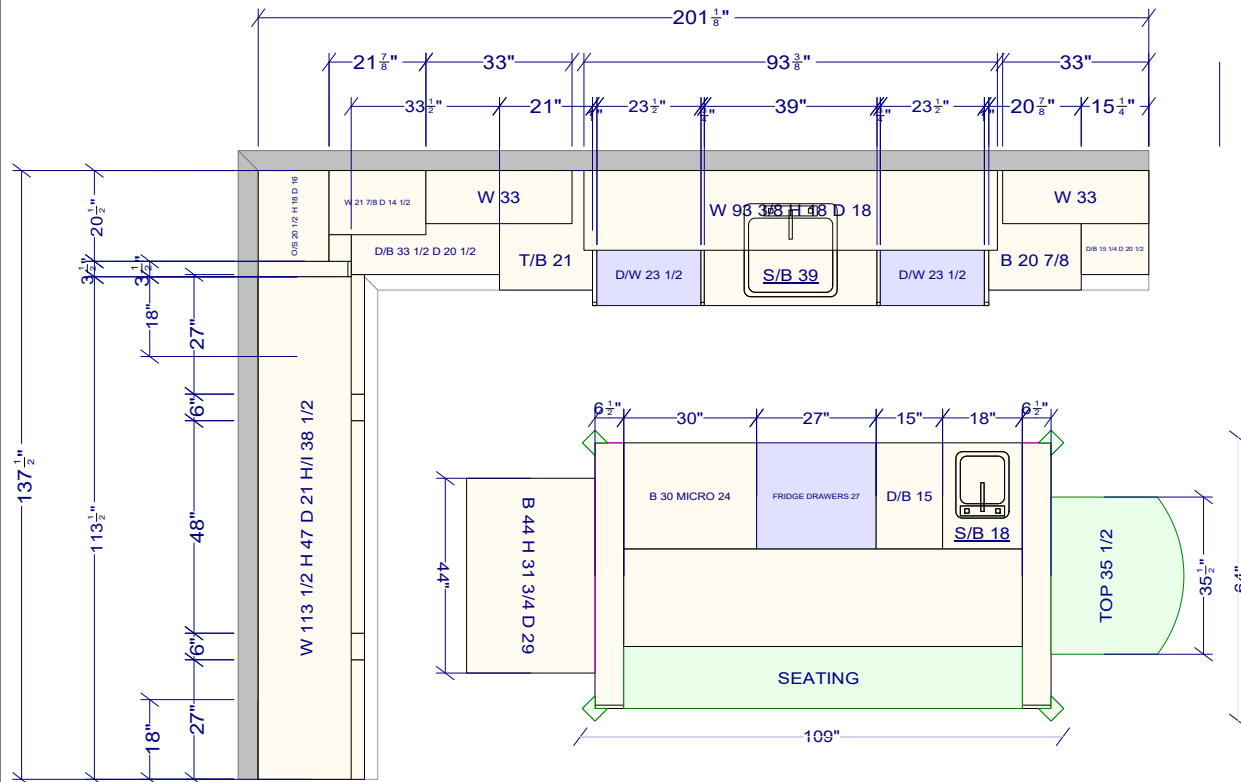 201 1/8"
21 7/8"
33"
93 3/8"
33"
33 1/2"
21"
23 1/2"
39"
23 1/2"
20 7/8"
15 1/4"
O/S 20 1/2 H 18 D 16
W 21 7/8 D 14 1/2
W 33
W 93 3/8 H 18 D 18
W 33
D/B 33 1/2 D 20 1/2
T/B 21
D/W 23 1/2
S/B 39
D/W 23 1/2
B 20 7/8
D/B 15 1/4 D 20 1/2
20 1/2"
3 1/2"
3 1/2"
18"
27"
6"
137 1/2"
113 1/2"
48"
6"
27"
18"
W 113 1/2 H 47 D 21 H/I 38 1/2
6 1/2"
30"
27"
15"
18"
6 1/2"
B 30 MICRO 24
FRIDGE DRAWERS 27
D/B 15
S/B 18
44"
B 44 H 31 3/4 D 29
TOP 35 1/2
35 1/2"
64"
SEATING
109"